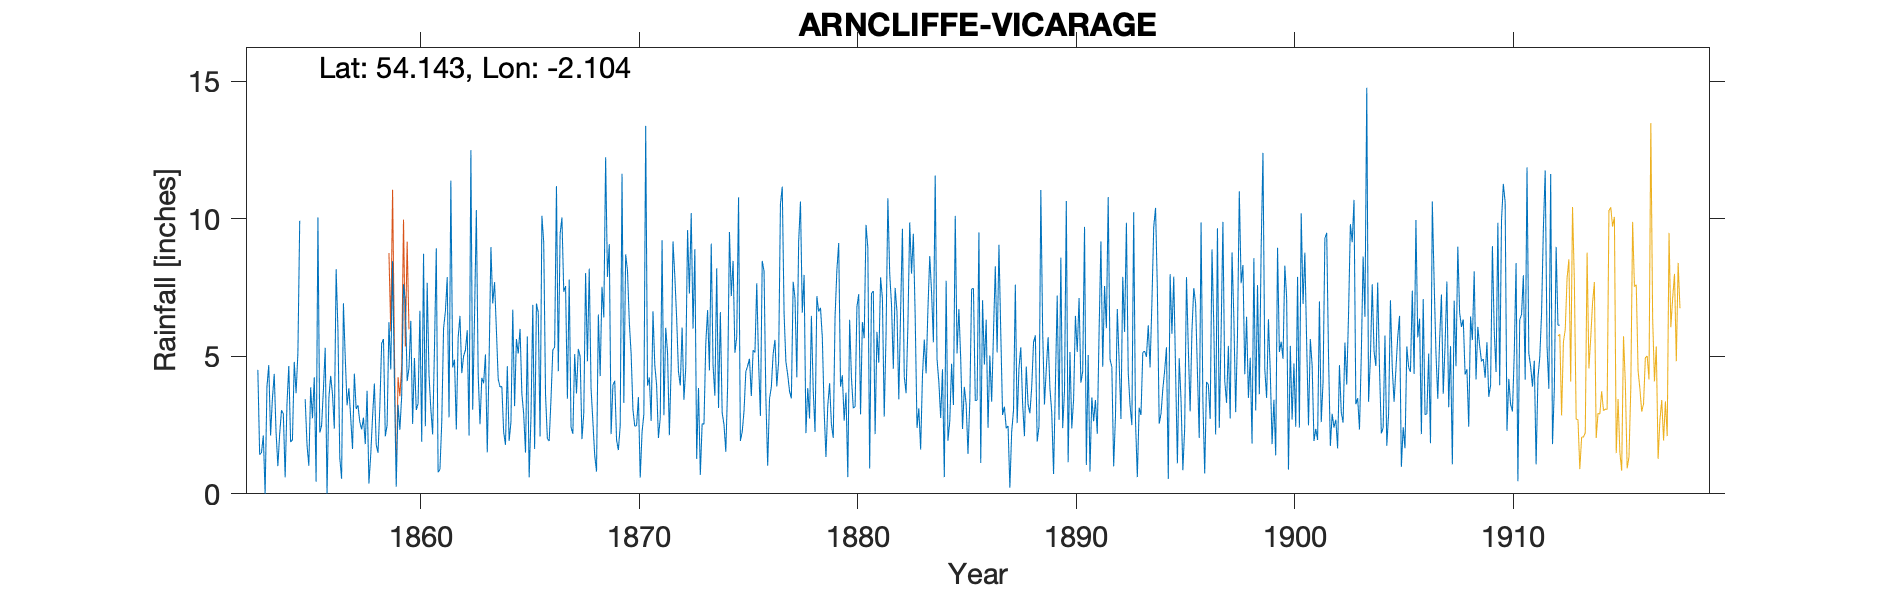 ARNCLIFFE-VICARAGE
Lat: 54.143, Lon: -2.104
15
10
5
0
Rainfall [inches]
1860 1870 1880 1890 1900 1910
Year